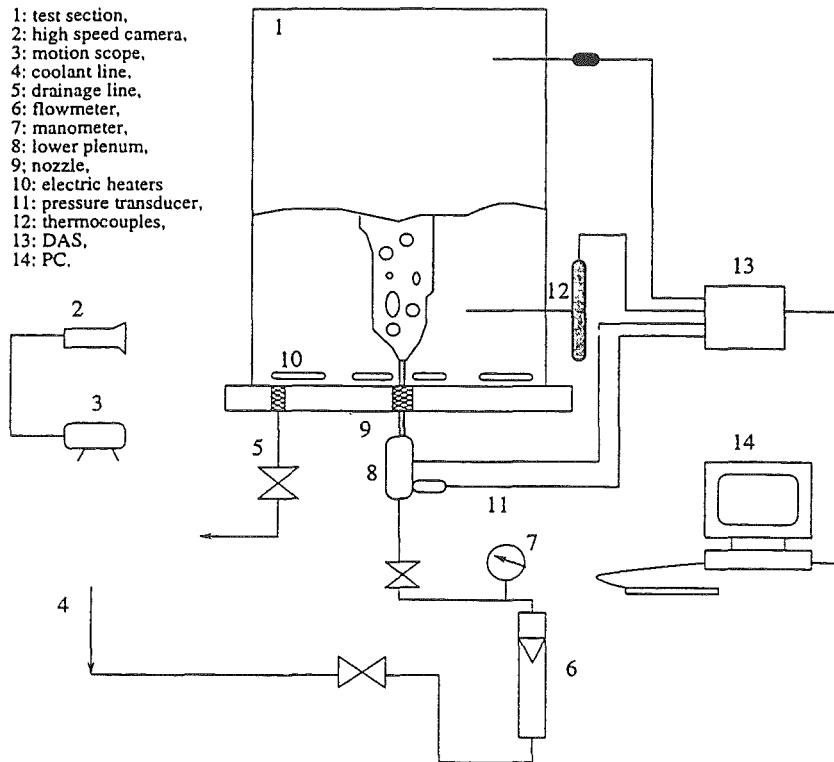 1: test section,
2: high speed camera,
3: motion scope,
4: coolant line,
5: drainage line,
6: flowmeter,
7: manometer,
8: lower plenum,
9; nozzle,
10: electric heaters
11: pressure transducer,
12: thermocouples,
13: DAS,
14: PC.
1
12
13
2
10
3
9
5
8
14
11
7
4
6